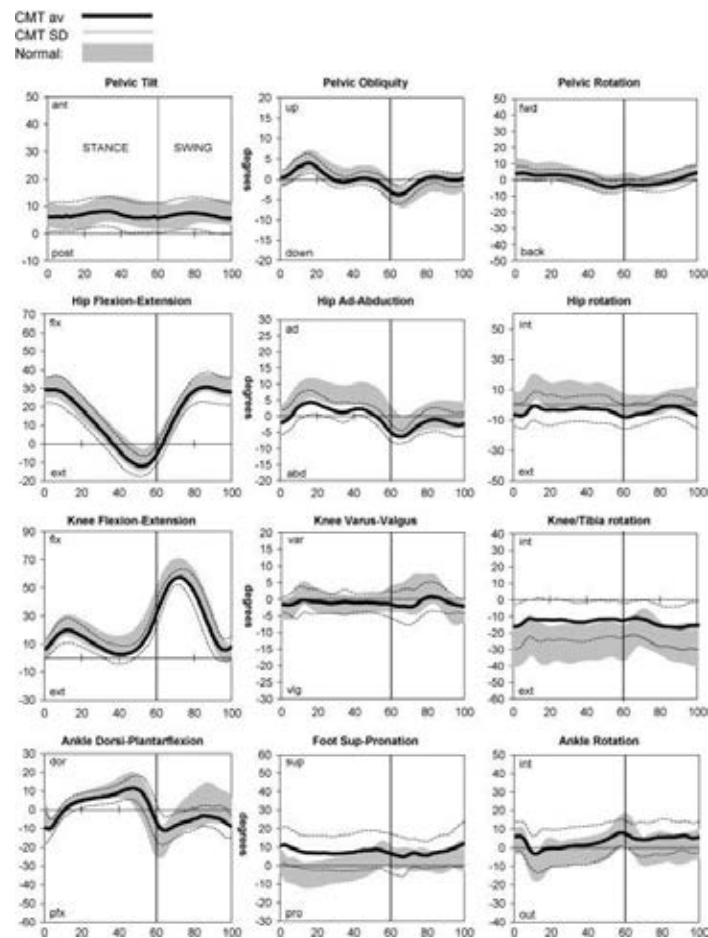 CMT av
CMT SD
Normal:
Pelvic Tilt
50
ant
40
30
STANCE SWING
20
10
0
post
-10
0 20 40 60 80 100
Pelvic Obliquity
20
up
15
10
5
0
-5
-10
-15
down
-20
0 20 40 60 80 100
degrees
Pelvic Rotation
50
fwd
40
30
20
10
0
-10
-20
-30
-40
back
-50
0 20 40 60 80 100
Hip Flexion-Extension
70
flx
60
50
40
30
20
10
0
-10
ext
-20
0 20 40 60 80 100
Hip Ad-Abduction
30
ad
25
20
15
10
5
0
-5
-10
-15
abd
-20
0 20 40 60 80 100
degrees
Hip rotation
int
30
10
-10
-30
ext
-50
0 20 40 60 80 100
Knee Flexion-Extension
90
flx
70
50
30
10
-10
ext
-30
0 20 40 60 80 100
Knee Varus-Valgus
20
var
15
10
5
0
-5
-10
-15
-20
-25
vlg
-30
0 20 40 60 80 100
degrees
Knee/Tibia rotation
40
int
30
20
10
0
-10
-20
-30
-40
-50
ext
-60
0 20 40 60 80 100
Ankle Dorsi-Plantarflexion
30
dor
20
10
0
-10
-20
-30
-40
-50
pfx
-60
0 20 40 60 80 100
Foot Sup-Pronation
60
sup
50
40
30
20
10
0
-10
-20
pro
-30
0 20 40 60 80 100
degrees
Ankle Rotation
50
int
40
30
20
10
0
-10
-20
-30
out
-40
0 20 40 60 80 100